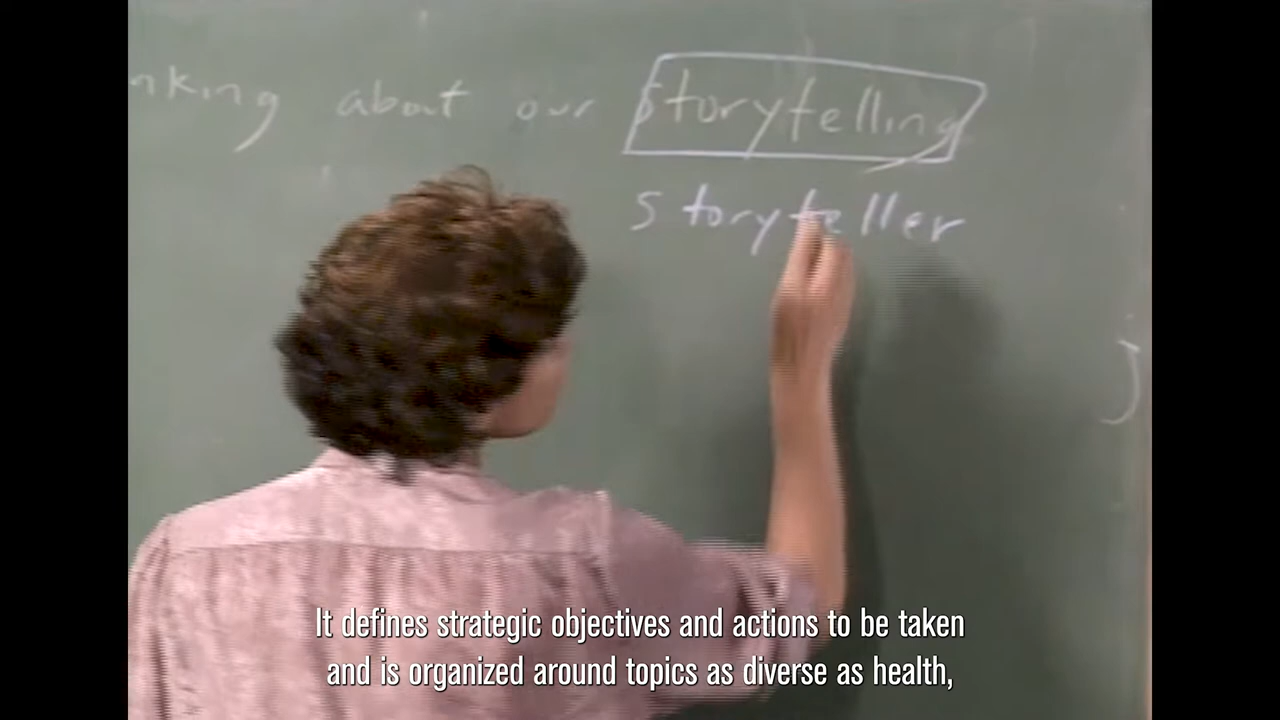 nking about our storytelling
storyteller
It defines strategic objectives and actions to be taken
and is organized around topics as diverse as health,